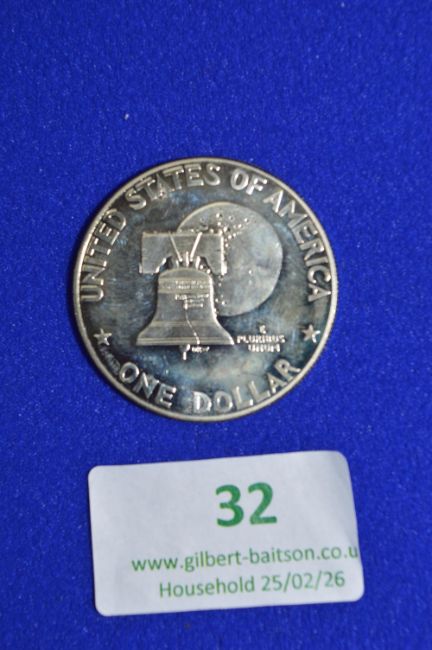 UNITED STATES OF AMERICA
E
PLURIBUS
UNUM
ONE DOLLAR
32
www.gilbert-baitson.co.u
Household 25/02/26